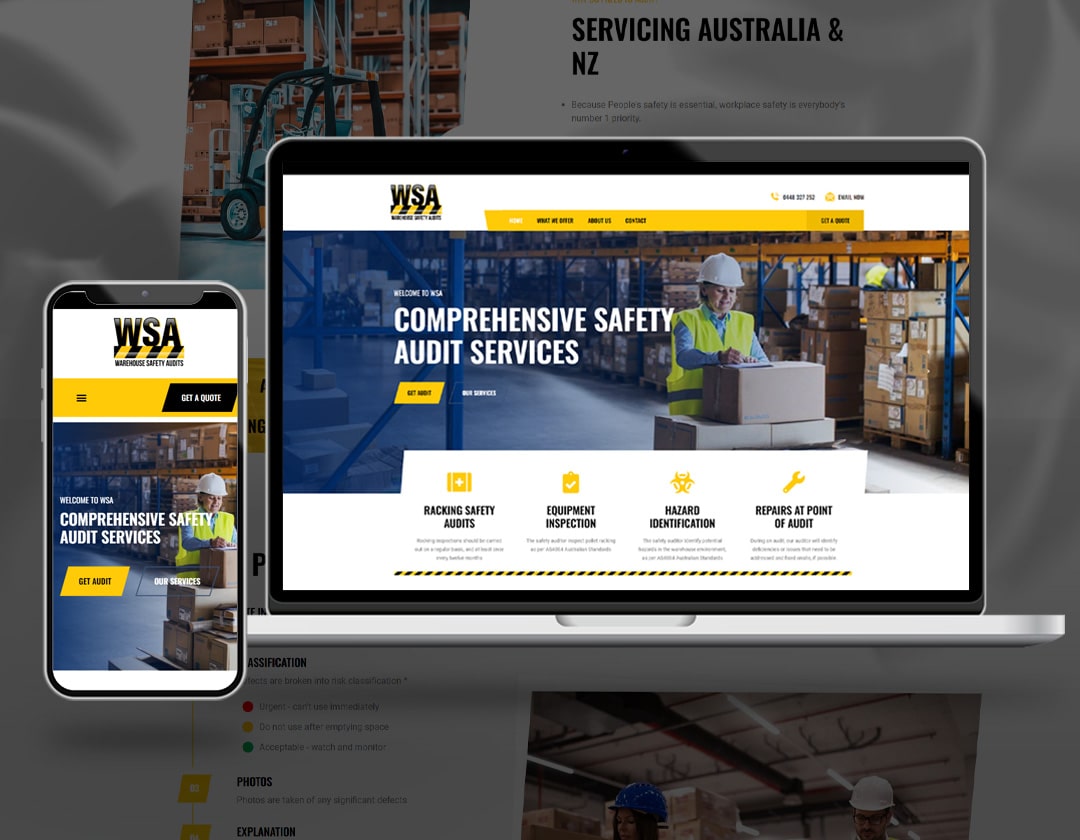 SERVICING AUSTRALIA &
NZ
Because People's safety is essential, workplace safety is everybody's
number 1 priority.
WSA
WAREHOUSE SAFETY AUDITS
0448 327 252
EMAIL NOW
HOME
WHAT WE OFFER
ABOUT US
CONTACT
GET A QUOTE
WELCOME TO WSA
COMPREHENSIVE SAFETY
AUDIT SERVICES
GET AUDIT
OUR SERVICES
RACKING SAFETY
AUDITS
Racking inspections should be carried
out on a regular basis, and at least once
every twelve months
EQUIPMENT
INSPECTION
The safety auditor inspect pallet racking
as per AS4084 Australian Standards
HAZARD
IDENTIFICATION
The safety auditor identify potential
hazards in the warehouse environment,
as per AS4084 Australian Standards
REPAIRS AT POINT
OF AUDIT
During an audit, our auditors will identify
deficiencies or issues that need to be
addressed and fixed onsite, if possible.
WSA
WAREHOUSE SAFETY AUDITS
GET A QUOTE
WELCOME TO WSA
COMPREHENSIVE SAFETY
AUDIT SERVICES
GET AUDIT
OUR SERVICES
ASSIFICATION
efects are broken into risk classification *
Urgent - can't use immediately
Do not use after emptying space
Acceptable - watch and monitor
03
PHOTOS
Photos are taken of any significant defects
04
EXPLANATION